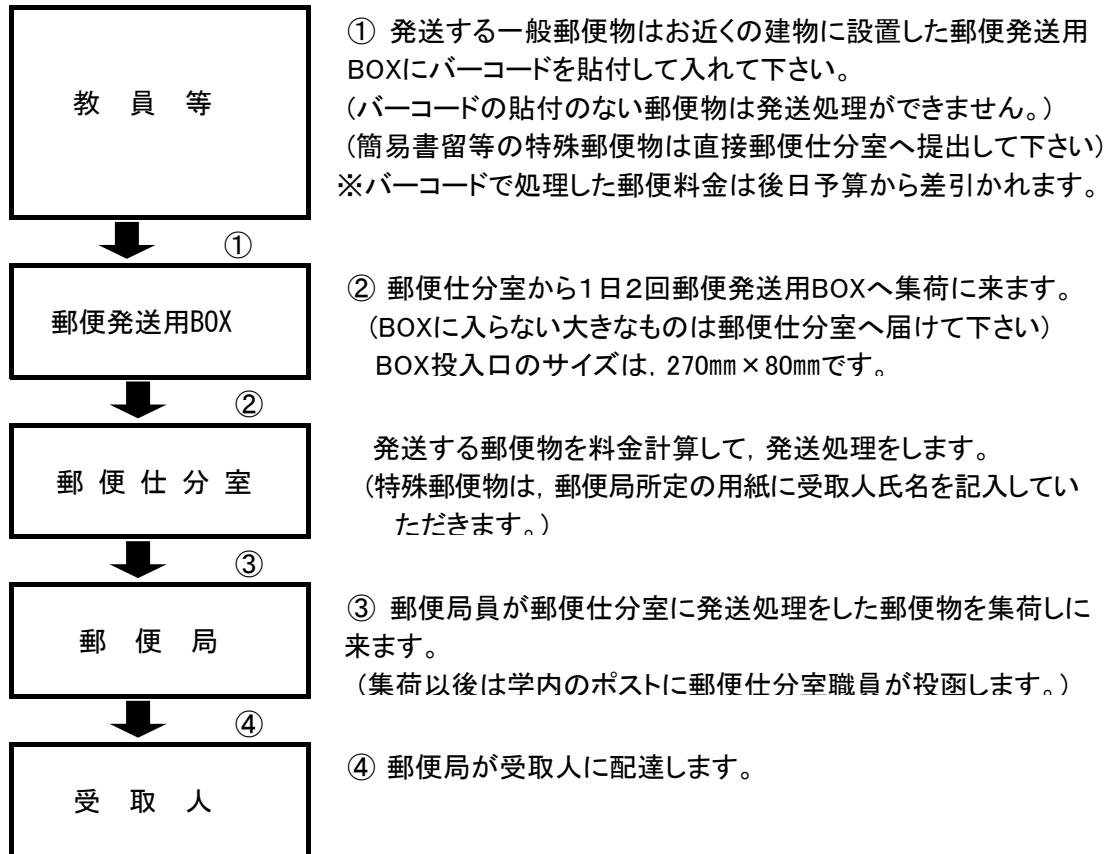 教 員 等
① 発送する一般郵便物はお近くの建物に設置した郵便発送用
BOXにバーコードを貼付して入れて下さい。
(バーコードの貼付のない郵便物は発送処理ができません。)
(簡易書留等の特殊郵便物は直接郵便仕分室へ提出して下さい)
※バーコードで処理した郵便料金は後日予算から差引かれます。
①
郵便発送用BOX
② 郵便仕分室から1日2回郵便発送用BOXへ集荷に来ます。
(BOXに入らない大きなものは郵便仕分室へ届けて下さい)
BOX投入口のサイズは, 270㎜×80㎜です。
②
郵 便 仕 分 室
発送する郵便物を料金計算して, 発送処理をします。
(特殊郵便物は, 郵便局所定の用紙に受取人氏名を記入してい
ただきます。)
③
郵 便 局
③ 郵便局員が郵便仕分室に発送処理をした郵便物を集荷しに
来ます。
(集荷以後は学内のポストに郵便仕分室職員が投函します。)
④
受 取 人
④ 郵便局が受取人に配達します。